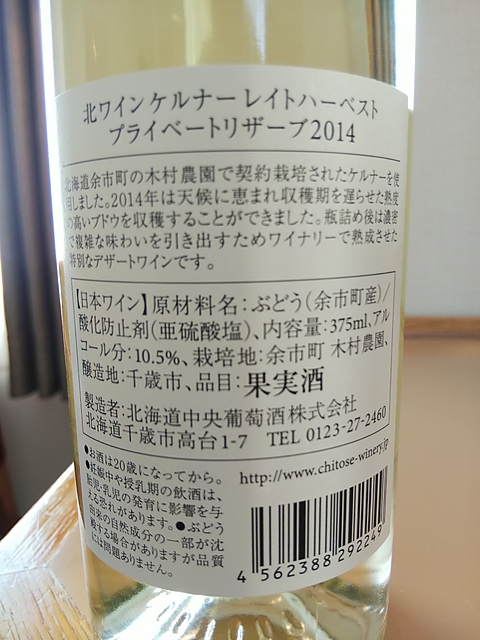 北ワインケルナーレイトハーベスト
プライベートリザーブ2014
北海道余市町の木村農園で契約栽培されたケルナーを使
用しました。2014年は天候に恵まれ収穫期を遅らせた熟度
の高いブドウを収穫することができました。瓶詰め後は濃密
で複雑な味わいを引き出すためワイナリーで熟成させた
特別なデザートワインです。
【日本ワイン】原材料名：ぶどう（余市町産）/
酸化防止剤（亜硫酸塩）、内容量：375ml、アル
コール分：10.5%、栽培地：余市町 木村農園、
醸造地：千歳市、品目：果実酒
製造者：北海道中央葡萄酒株式会社
北海道千歳市高台1-7 TEL 0123-27-2460
●お酒は20歳になってから。
●妊娠中や授乳期の飲酒は、
胎児・乳児の発育に影響を与
える恐れがあります。●ぶどう
由来の自然成分の一部が沈
殿する場合がありますが品質
には問題ありません。
http://www.chitose-winery.jp
4 562388 292249